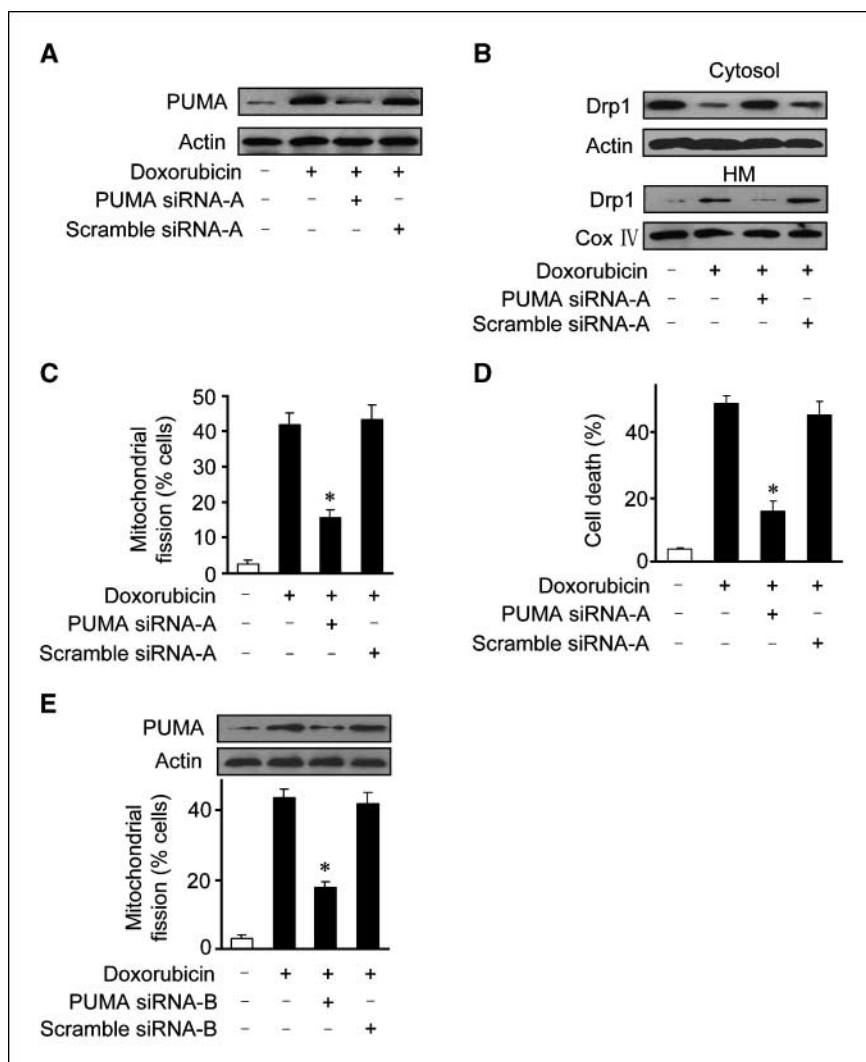 A
PUMA
Actin
Doxorubicin – + + +
PUMA siRNA-A – – + –
Scramble siRNA-A – – – +
B
Cytosol
Drp1
Actin
HM
Drp1
Cox IV
Doxorubicin – + + +
PUMA siRNA-A – – + –
Scramble siRNA-A – – – +
C
Mitochondrial
fission (% cells)
50
40
30
20
10
0
*
Doxorubicin – + + +
PUMA siRNA-A – – + –
Scramble siRNA-A – – – +
D
Cell death (%)
40
20
0
*
Doxorubicin – + + +
PUMA siRNA-A – – + –
Scramble siRNA-A – – – +
E
PUMA
Actin
Mitochondrial
fission (% cells)
40
20
0
*
Doxorubicin – + + +
PUMA siRNA-B – – + –
Scramble siRNA-B – – – +